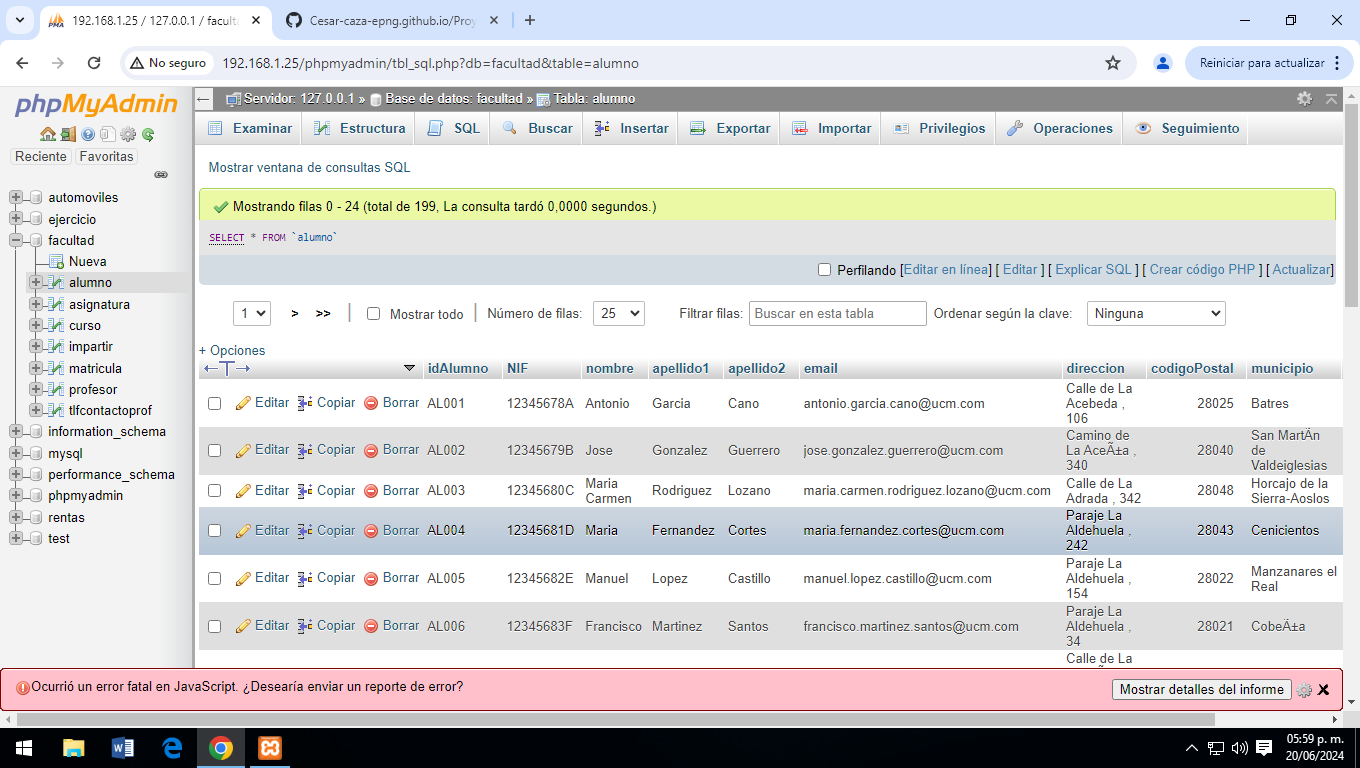 192.168.1.25 / 127.0.0.1 / faculta
Cesar-caza-epng.github.io/Proy
No seguro
192.168.1.25/phpmyadmin/tbl_sql.php?db=facultad&table=alumno
Reiniciar para actualizar
phpMyAdmin
Reciente Favoritas
automoviles
ejercicio
facultad
Nueva
alumno
asignatura
curso
impartir
matricula
profesor
tlfcontactoprof
information_schema
mysql
performance_schema
phpmyadmin
rentas
test
Servidor: 127.0.0.1 » Base de datos: facultad » Tabla: alumno
Examinar Estructura SQL Buscar Insertar Exportar Importar Privilegios Operaciones Seguimiento
Mostrar ventana de consultas SQL
Mostrando filas 0 - 24 (total de 199, La consulta tardó 0,0000 segundos.)
SELECT * FROM `alumno`
Perfilando [Editar en línea] [ Editar ] [ Explicar SQL ] [ Crear código PHP ] [ Actualizar]
1 > >> | Mostrar todo | Número de filas: 25 Filtrar filas: Buscar en esta tabla Ordenar según la clave: Ninguna
+ Opciones
←T→ idAlumno NIF nombre apellido1 apellido2 email direccion codigoPostal municipio
Editar Copiar Borrar AL001 12345678A Antonio Garcia Cano antonio.garcia.cano@ucm.com Calle de La Acebeda , 106 28025 Batres
Editar Copiar Borrar AL002 12345679B Jose Gonzalez Guerrero jose.gonzalez.guerrero@ucm.com Camino de La AceÃ±a , 340 28040 San MartÃ­n de Valdeiglesias
Editar Copiar Borrar AL003 12345680C Maria Carmen Rodriguez Lozano maria.carmen.rodriguez.lozano@ucm.com Calle de La Adrada , 342 28048 Horcajo de la Sierra-Aoslos
Editar Copiar Borrar AL004 12345681D Maria Fernandez Cortes maria.fernandez.cortes@ucm.com Paraje La Aldehuela , 242 28043 Cenicientos
Editar Copiar Borrar AL005 12345682E Manuel Lopez Castillo manuel.lopez.castillo@ucm.com Paraje La Aldehuela , 154 28022 Manzanares el Real
Editar Copiar Borrar AL006 12345683F Francisco Martinez Santos francisco.martinez.santos@ucm.com Paraje La Aldehuela , 34 28021 CobeÃ±a
Calle de La
Ocurrió un error fatal en JavaScript. ¿Desearía enviar un reporte de error?
Mostrar detalles del informe
05:59 p. m.
20/06/2024